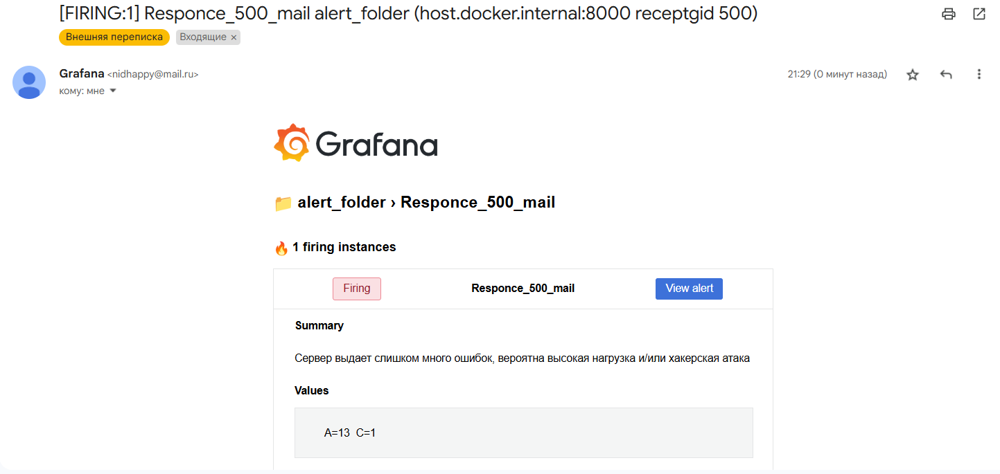 [FIRING:1] Responce_500_mail alert_folder (host.docker.internal:8000 receptgid 500)
Внешняя переписка Входящие ×
Grafana <nidhappy@mail.ru> 21:29 (0 минут назад)
кому: мне
Grafana
alert_folder › Responce_500_mail
1 firing instances
Firing Responce_500_mail View alert
Summary
Сервер выдает слишком много ошибок, вероятна высокая нагрузка и/или хакерская атака
Values
A=13 C=1